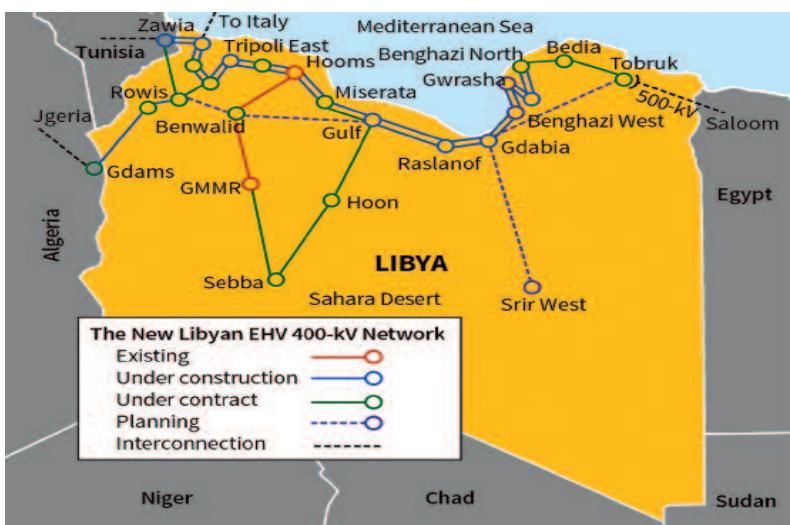 To Italy
Zawia
Mediterranean Sea
Tunisia
Tripoli East
Benghazi North
Bedia
Hooms
Tobruk
Gwrasha
Rowis
Miserata
500-kV
Jgeria
Benwalid
Gulf
Benghazi West
Saloom
Raslanof
Gdabia
Gdams
GMMR
Egypt
Hoon
Algeria
LIBYA
Sebba
Sahara Desert
Srir West
The New Libyan EHV 400-kV Network
Existing
Under construction
Under contract
Planning
Interconnection
Niger
Chad
Sudan